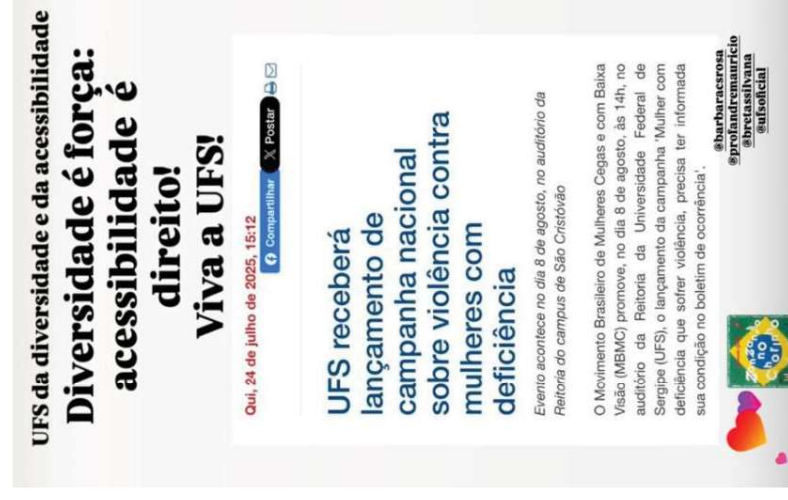 UFS da diversidade e da acessibilidade
Diversidade é força:
acessibilidade é
direito!
Viva a UFS!
Qui, 24 de julho de 2025, 15:12
Compartilhar X Postar
UFS receberá
lançamento de
campanha nacional
sobre violência contra
mulheres com
deficiência
Evento acontece no dia 8 de agosto, no auditório da
Reitoria do campus de São Cristóvão
O Movimento Brasileiro de Mulheres Cegas e com Baixa
Visão (MBMC) promove, no dia 8 de agosto, às 14h, no
auditório da Reitoria da Universidade Federal de
Sergipe (UFS), o lançamento da campanha 'Mulher com
deficiência que sofrer violência, precisa ter informada
sua condição no boletim de ocorrência'.
@barbaracsrosa
@profandremauricio
@bretassilvana
@ufsoficial
no